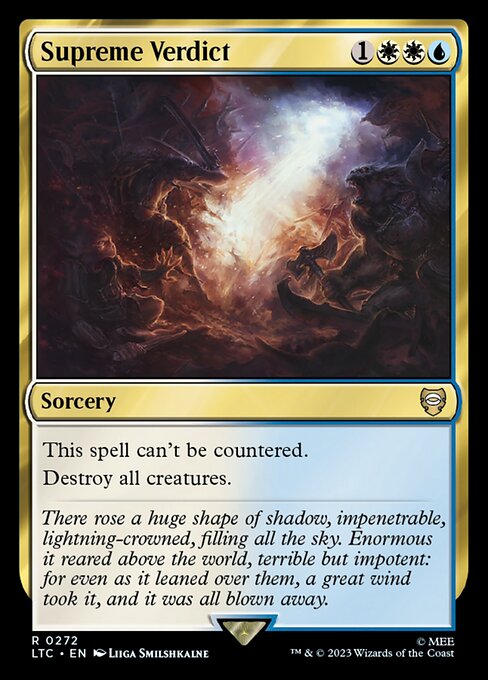 Supreme Verdict 1
Sorcery
This spell can't be countered.
Destroy all creatures.
There rose a huge shape of shadow, impenetrable,
lightning-crowned, filling all the sky. Enormous
it reared above the world, terrible but impotent:
for even as it leaned over them, a great wind
took it, and it was all blown away.
R 0272 © MEE
LTC • EN Liiga Smilshkalne ™ & © 2023 Wizards of the Coast